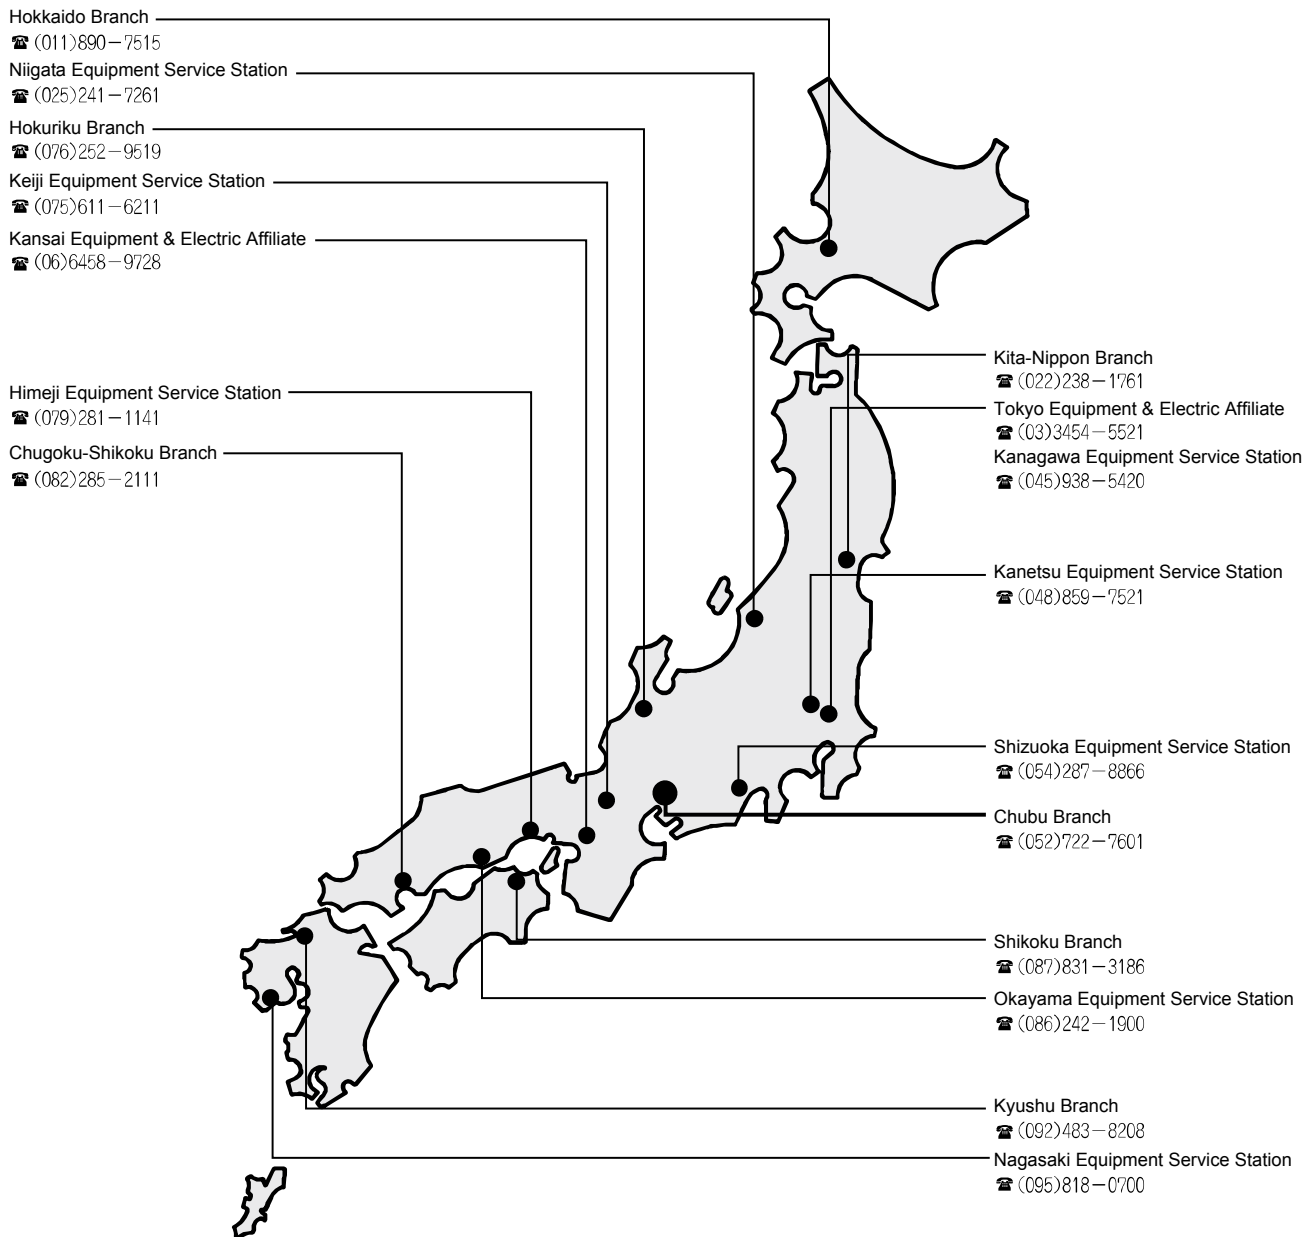 Hokkaido Branch
☎(011)890-7515
Niigata Equipment Service Station
☎(025)241-7261
Hokuriku Branch
☎(076)252-9519
Keiji Equipment Service Station
☎(075)611-6211
Kansai Equipment & Electric Affiliate
☎(06)6458-9728
Himeji Equipment Service Station
☎(079)281-1141
Chugoku-Shikoku Branch
☎(082)285-2111
Kita-Nippon Branch
☎(022)238-1761
Tokyo Equipment & Electric Affiliate
☎(03)3454-5521
Kanagawa Equipment Service Station
☎(045)938-5420
Kanetsu Equipment Service Station
☎(048)859-7521
Shizuoka Equipment Service Station
☎(054)287-8866
Chubu Branch
☎(052)722-7601
Shikoku Branch
☎(087)831-3186
Okayama Equipment Service Station
☎(086)242-1900
Kyushu Branch
☎(092)483-8208
Nagasaki Equipment Service Station
☎(095)818-0700